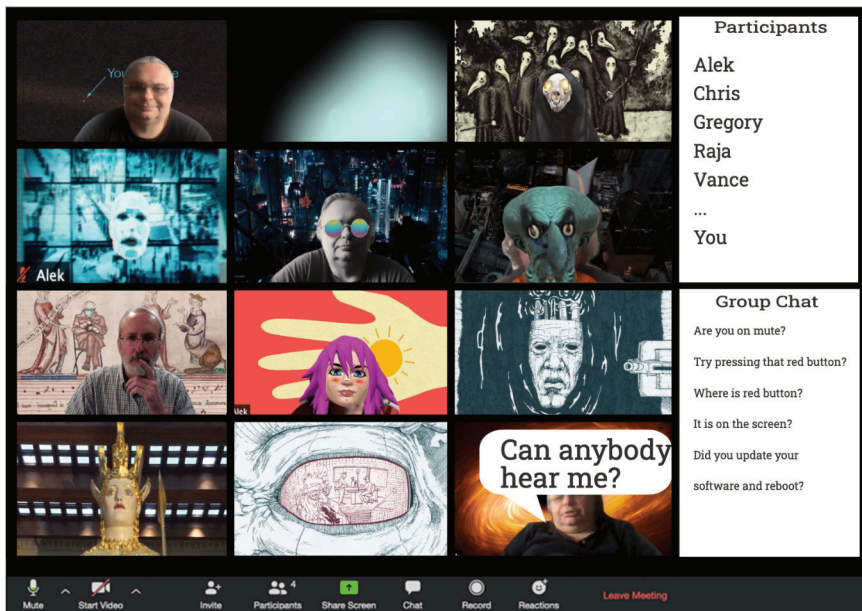 You
Alek
Alek
Can anybody
hear me?
Participants
Alek
Chris
Gregory
Raja
Vance
...
You
Group Chat
Are you on mute?
Try pressing that red button?
Where is red button?
It is on the screen?
Did you update your
software and reboot?
Mute
Start Video
Invite
Participants
4
Share Screen
Chat
Record
Reactions
Leave Meeting